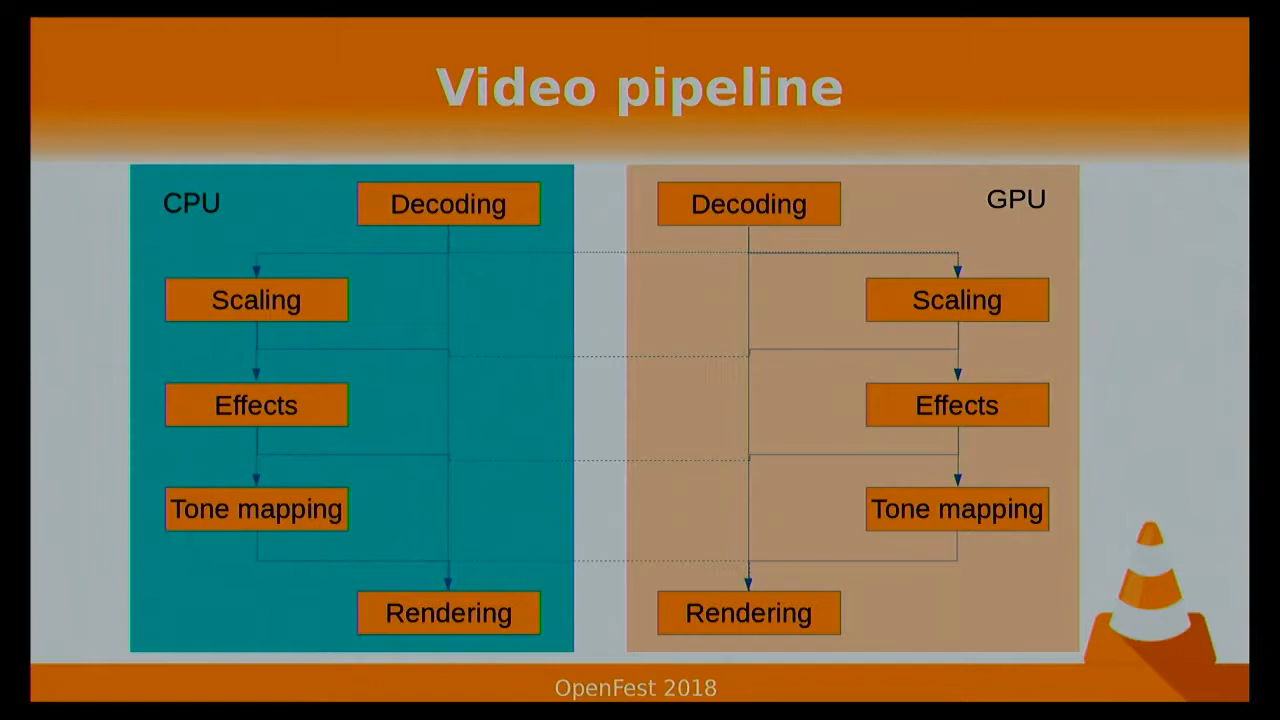 Video pipeline
CPU
Decoding
Scaling
Effects
Tone mapping
Rendering
Decoding
GPU
Scaling
Effects
Tone mapping
Rendering
OpenFest 2018